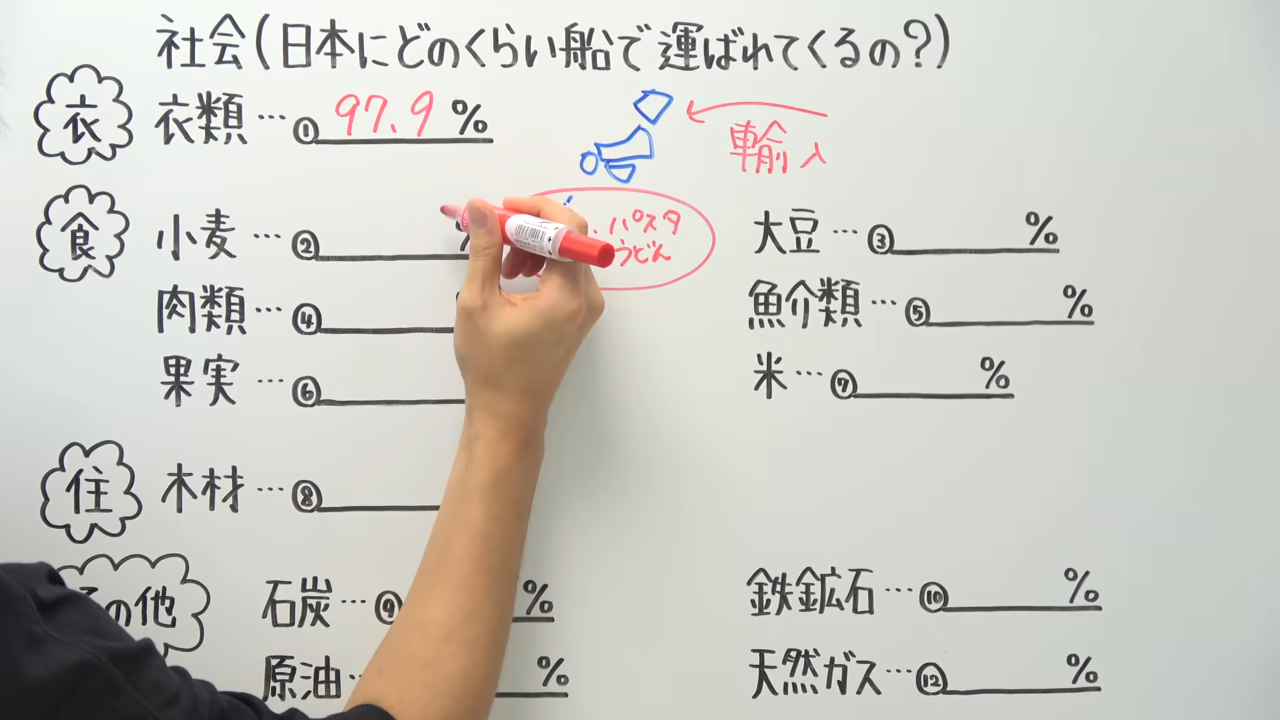 社会(日本にどのくらい船で運ばれてくるの?)
衣 衣類…① 97.9 %
輸入
食 小麦…② % パスタ うどん 大豆…③ %
肉類…④ 魚介類…⑤ %
果実…⑥ 米…⑦ %
住 木材…⑧
の他 石炭…⑨ % 鉄鉱石…⑩ %
原油… % 天然ガス…⑫ %